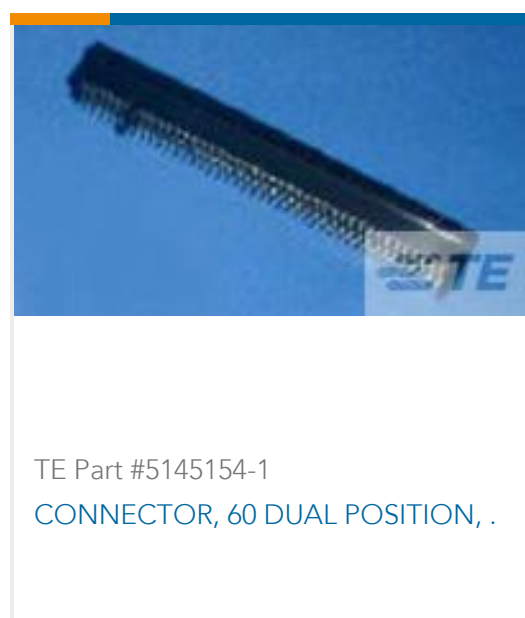 TE
TE Part #5145154-1
CONNECTOR, 60 DUAL POSITION, .